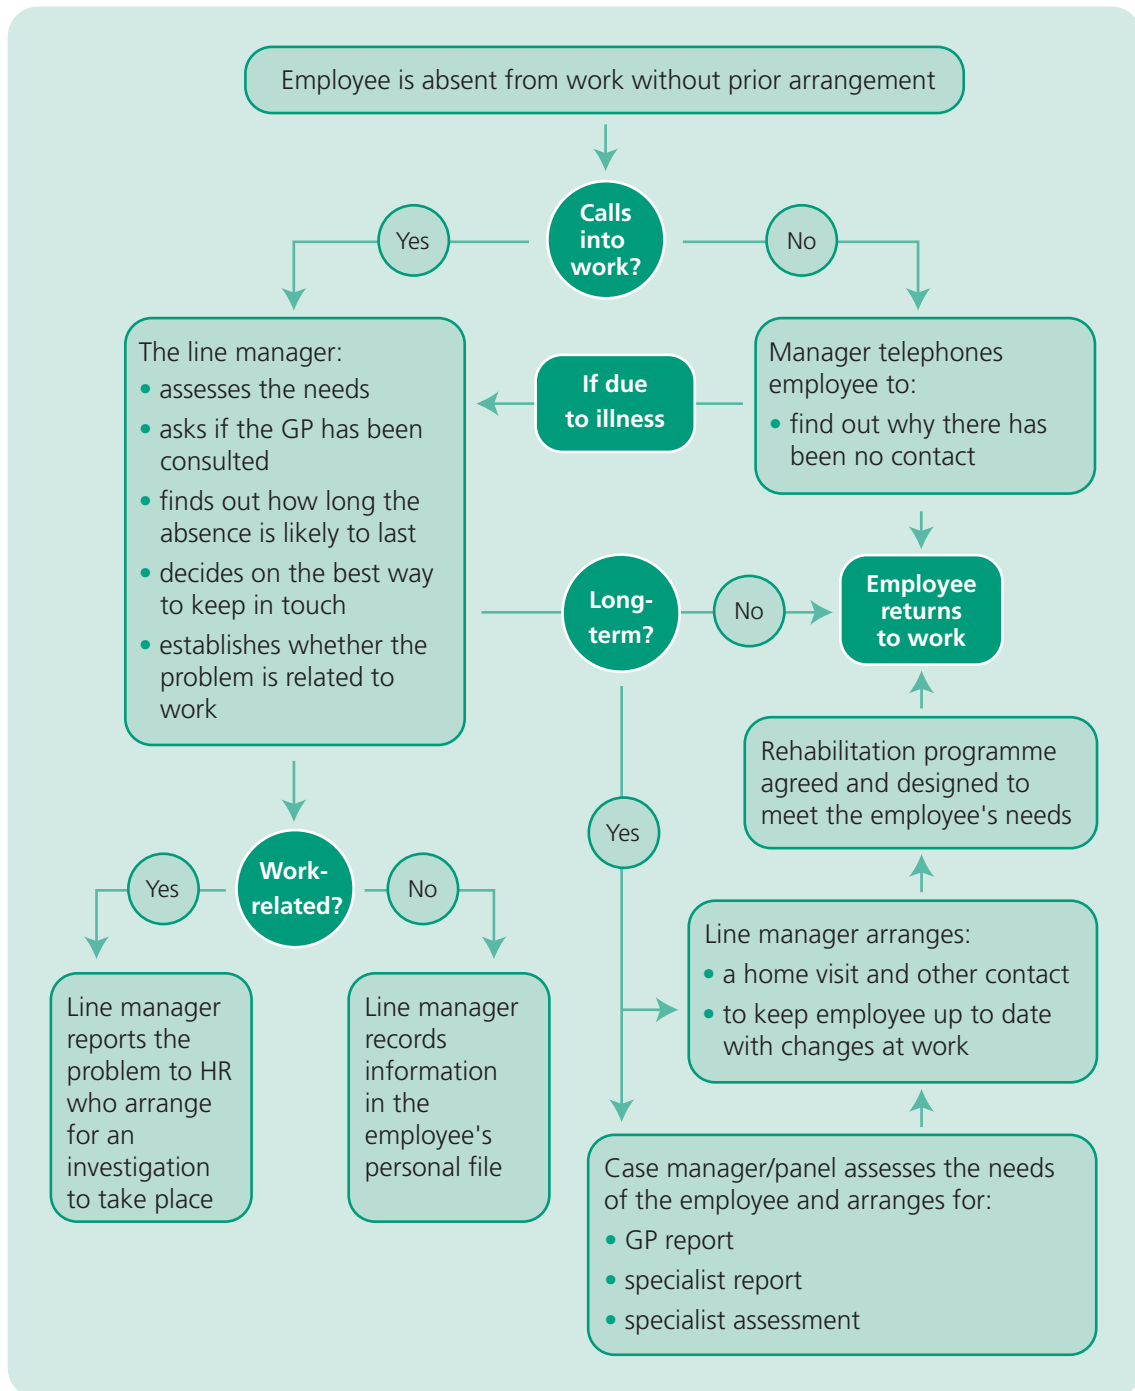 Employee is absent from work without prior arrangement
Calls
into
work?
Yes
No
The line manager:
• assesses the needs
• asks if the GP has been
consulted
• finds out how long the
absence is likely to last
• decides on the best way
to keep in touch
• establishes whether the
problem is related to
work
If due
to illness
Manager telephones
employee to:
• find out why there has
been no contact
Long-
term?
No
Employee
returns
to work
Yes
Rehabilitation programme
agreed and designed to
meet the employee's needs
Work-
related?
Yes
No
Line manager
reports the
problem to HR
who arrange
for an
investigation
to take place
Line manager
records
information
in the
employee's
personal file
Line manager arranges:
• a home visit and other contact
• to keep employee up to date
with changes at work
Case manager/panel assesses the needs
of the employee and arranges for:
• GP report
• specialist report
• specialist assessment